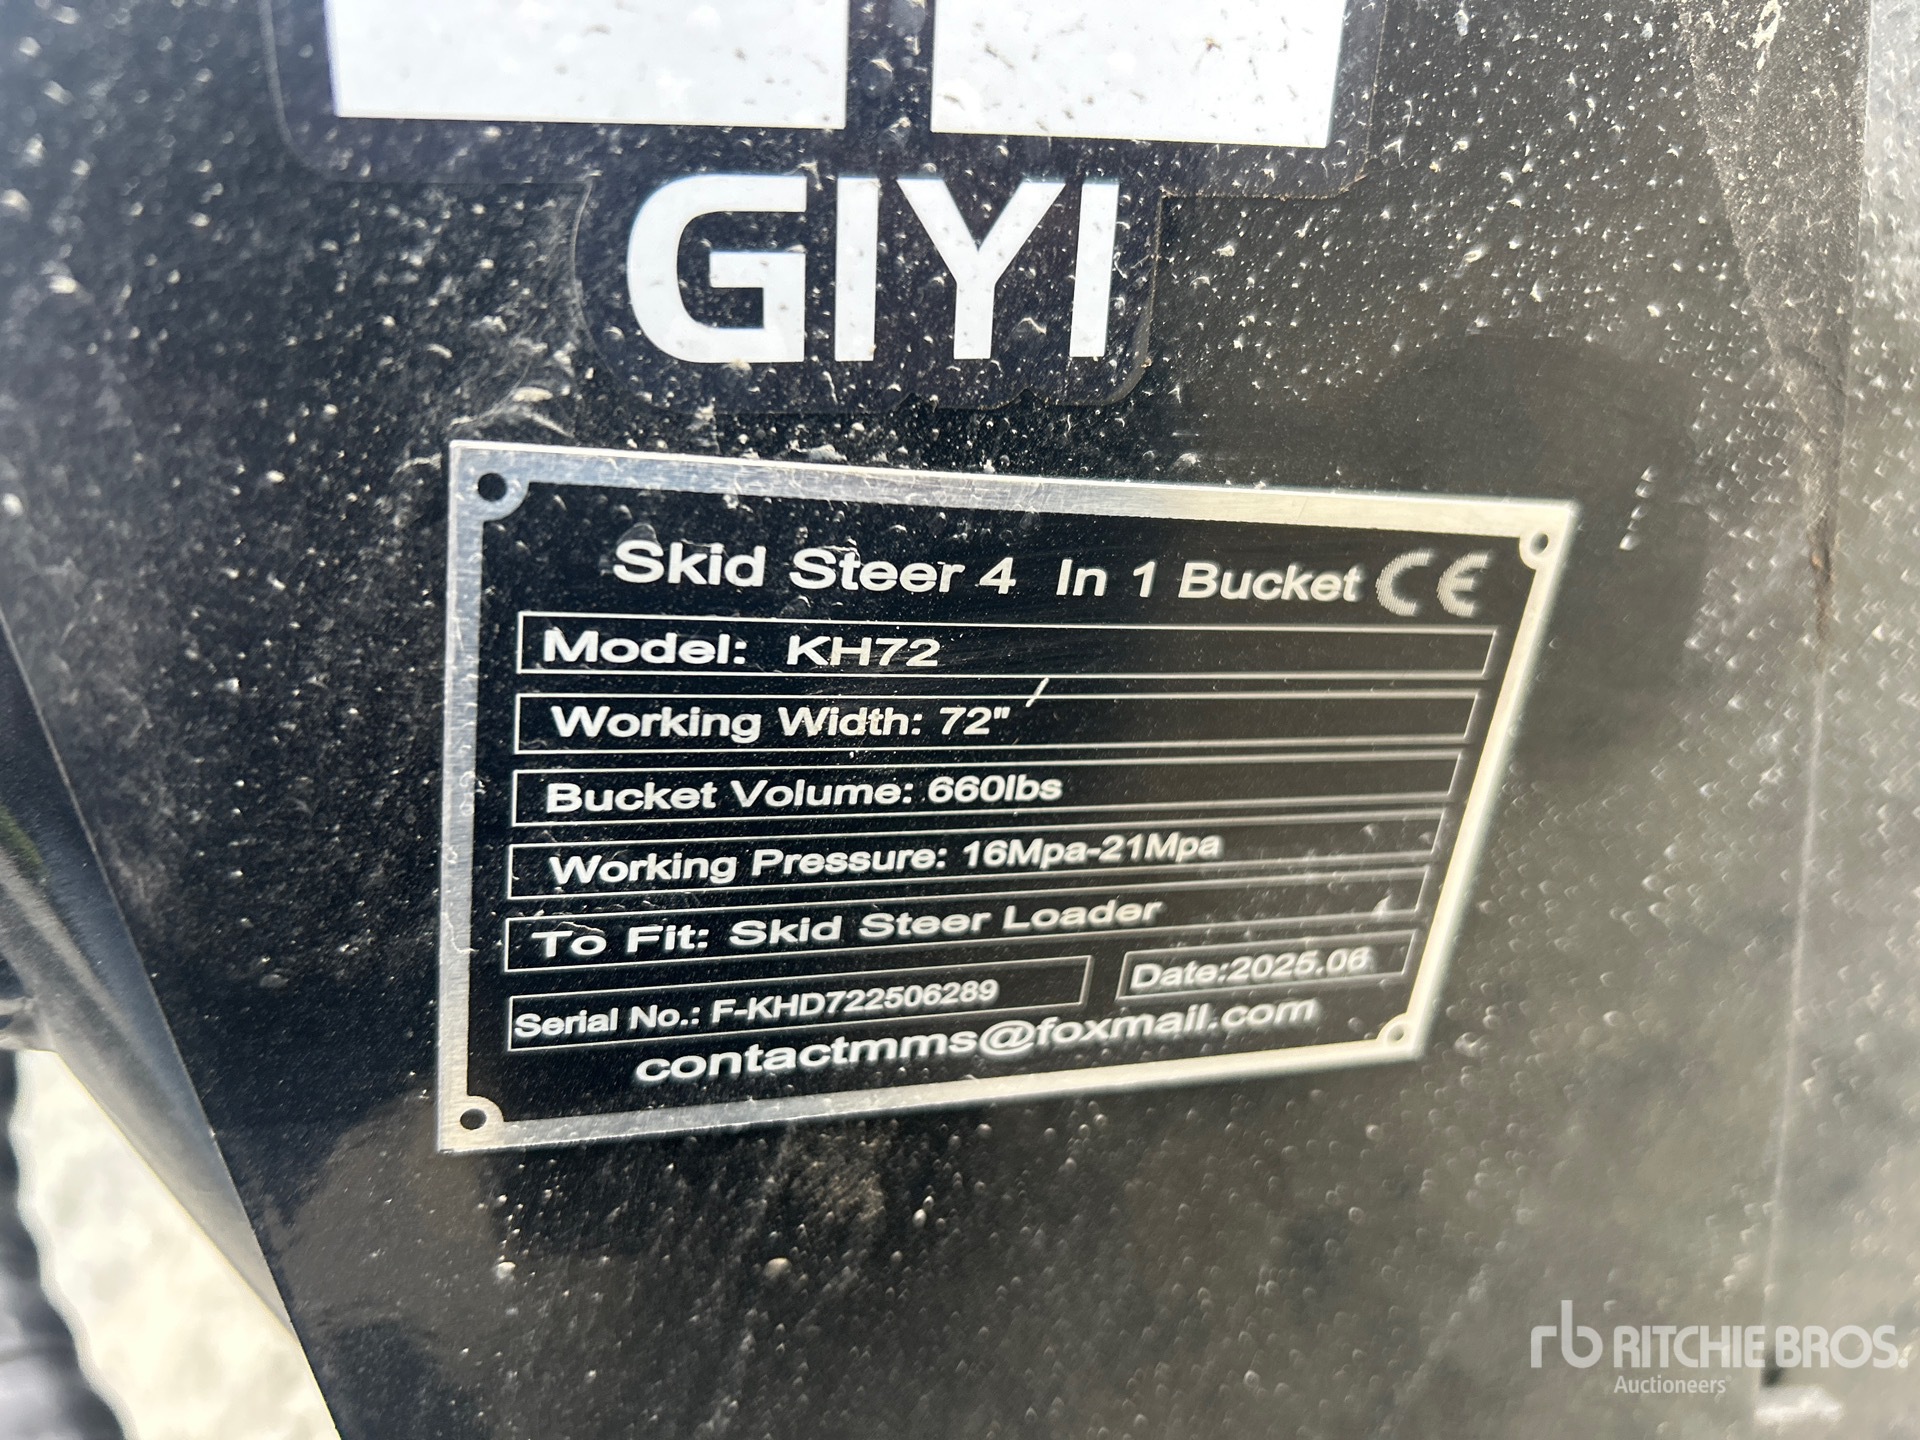 GIYI
Skid Steer 4 In 1 Bucket CE
Model: KH72
Working Width: 72"
Bucket Volume: 660lbs
Working Pressure: 16Mpa-21Mpa
To Fit: Skid Steer Loader
Serial No.: F-KHD722506289
Date:2025.06
contactmms@foxmail.com
rb RITCHIE BROS.
Auctioneers